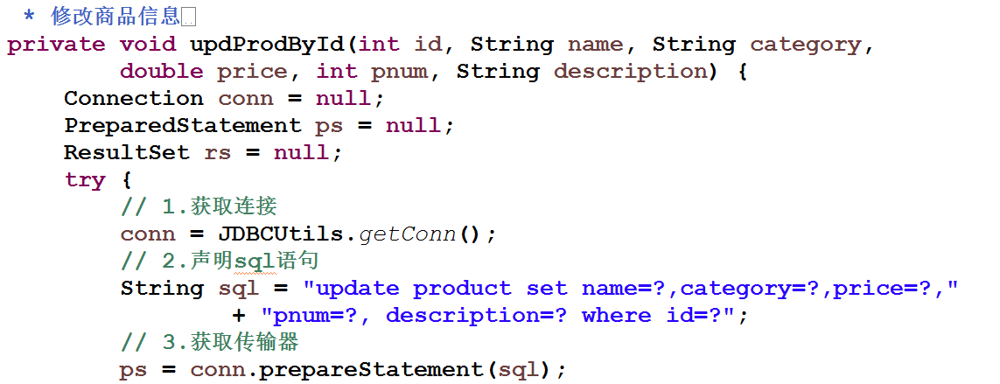 * 修改商品信息
private void updProdById(int id, String name, String category,
double price, int pnum, String description) {
Connection conn = null;
PreparedStatement ps = null;
ResultSet rs = null;
try {
// 1.获取连接
conn = JDBCUtils.getConn();
// 2.声明sql语句
String sql = "update product set name=?,category=?,price=?,"
+ "pnum=?, description=? where id=?";
// 3.获取传输器
ps = conn.prepareStatement(sql);